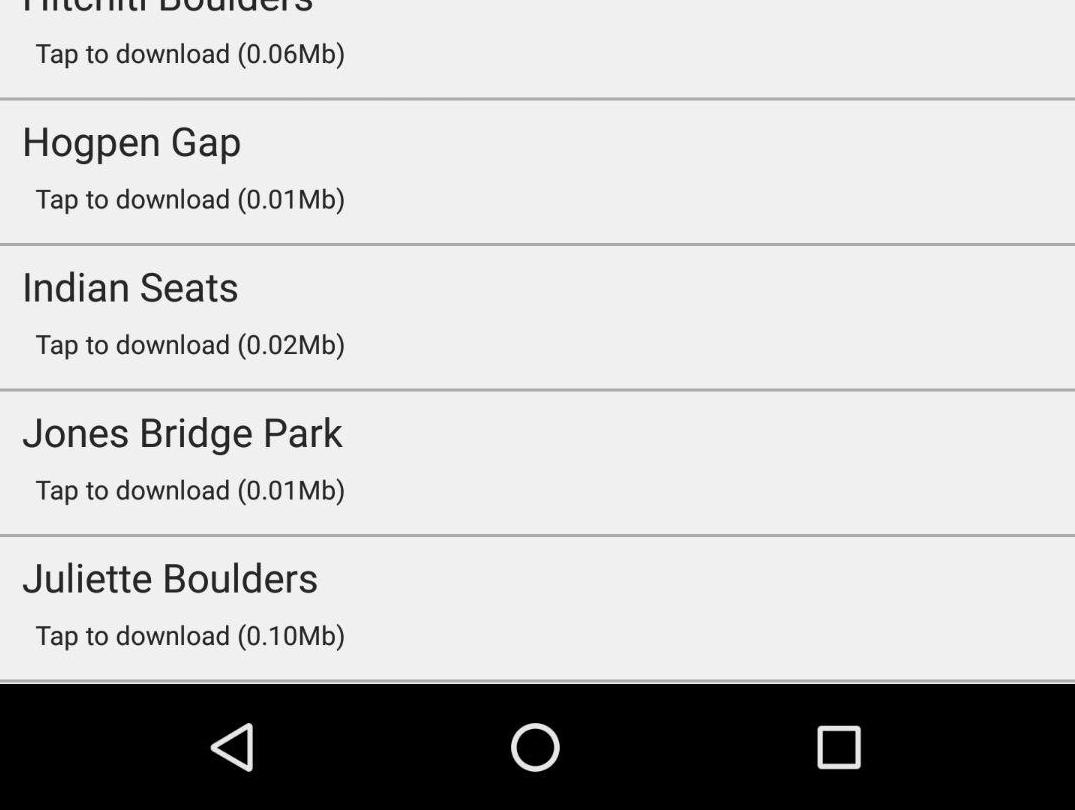 Hitchiti Boulders
Tap to download (0.06Mb)
Hogpen Gap
Tap to download (0.01Mb)
Indian Seats
Tap to download (0.02Mb)
Jones Bridge Park
Tap to download (0.01Mb)
Juliette Boulders
Tap to download (0.10Mb)